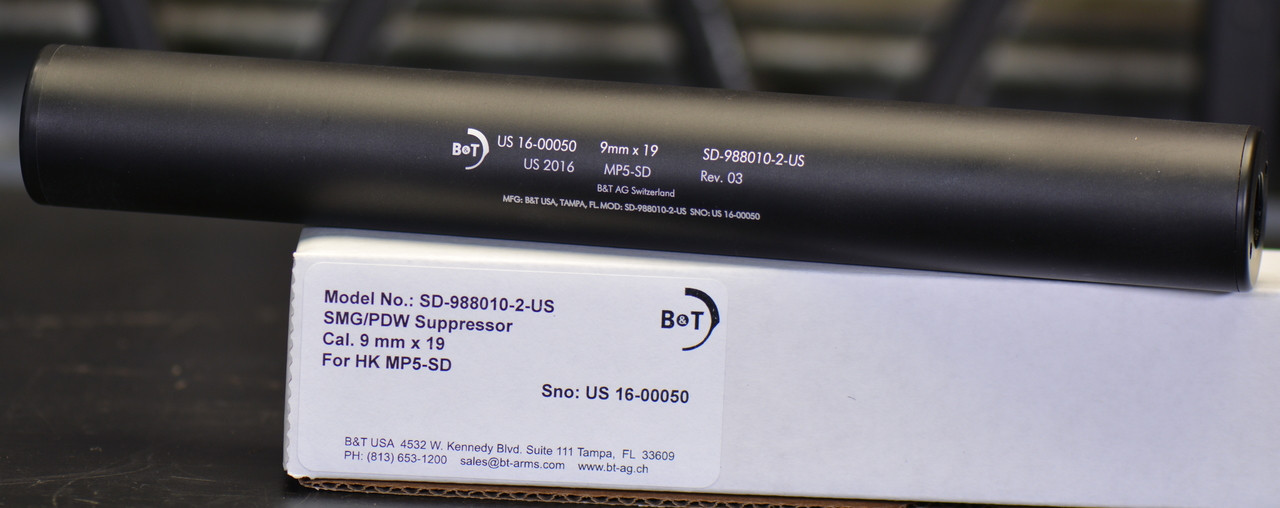 B&T US 16-00050 9mm x 19 SD-988010-2-US
US 2016 MP5-SD Rev. 03
B&T AG Switzerland
MFG: B&T USA, TAMPA, FL. MOD: SD-988010-2-US SNO: US 16-00050
Model No.: SD-988010-2-US
SMG/PDW Suppressor
Cal. 9 mm x 19
For HK MP5-SD
B&T
Sno: US 16-00050
B&T USA 4532 W. Kennedy Blvd. Suite 111 Tampa, FL 33609
PH: (813) 653-1200 sales@bt-arms.com www.bt-ag.ch